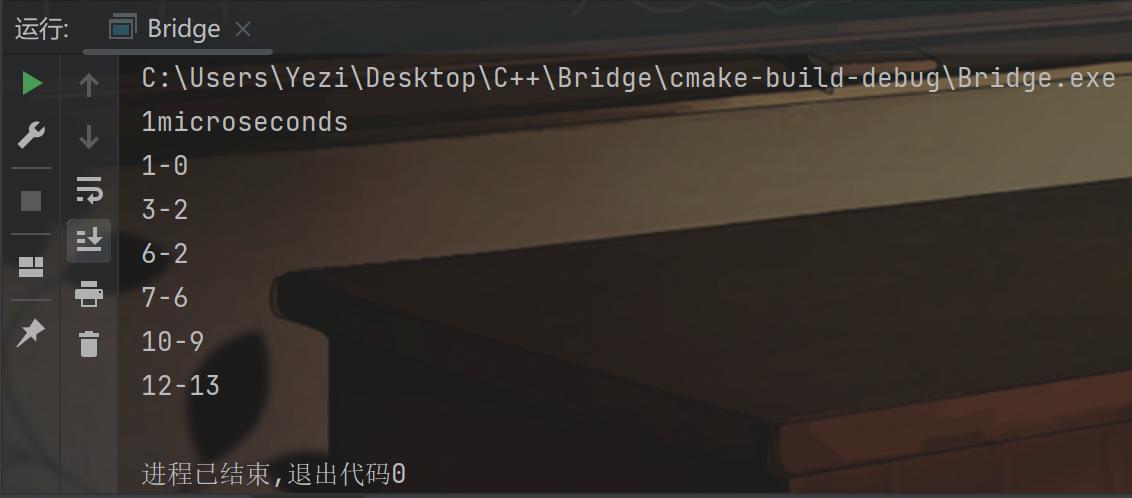 运行: Bridge
C:\Users\Yezi\Desktop\C++\Bridge\cmake-build-debug\Bridge.exe
1microseconds
1-0
3-2
6-2
7-6
10-9
12-13
进程已结束,退出代码0